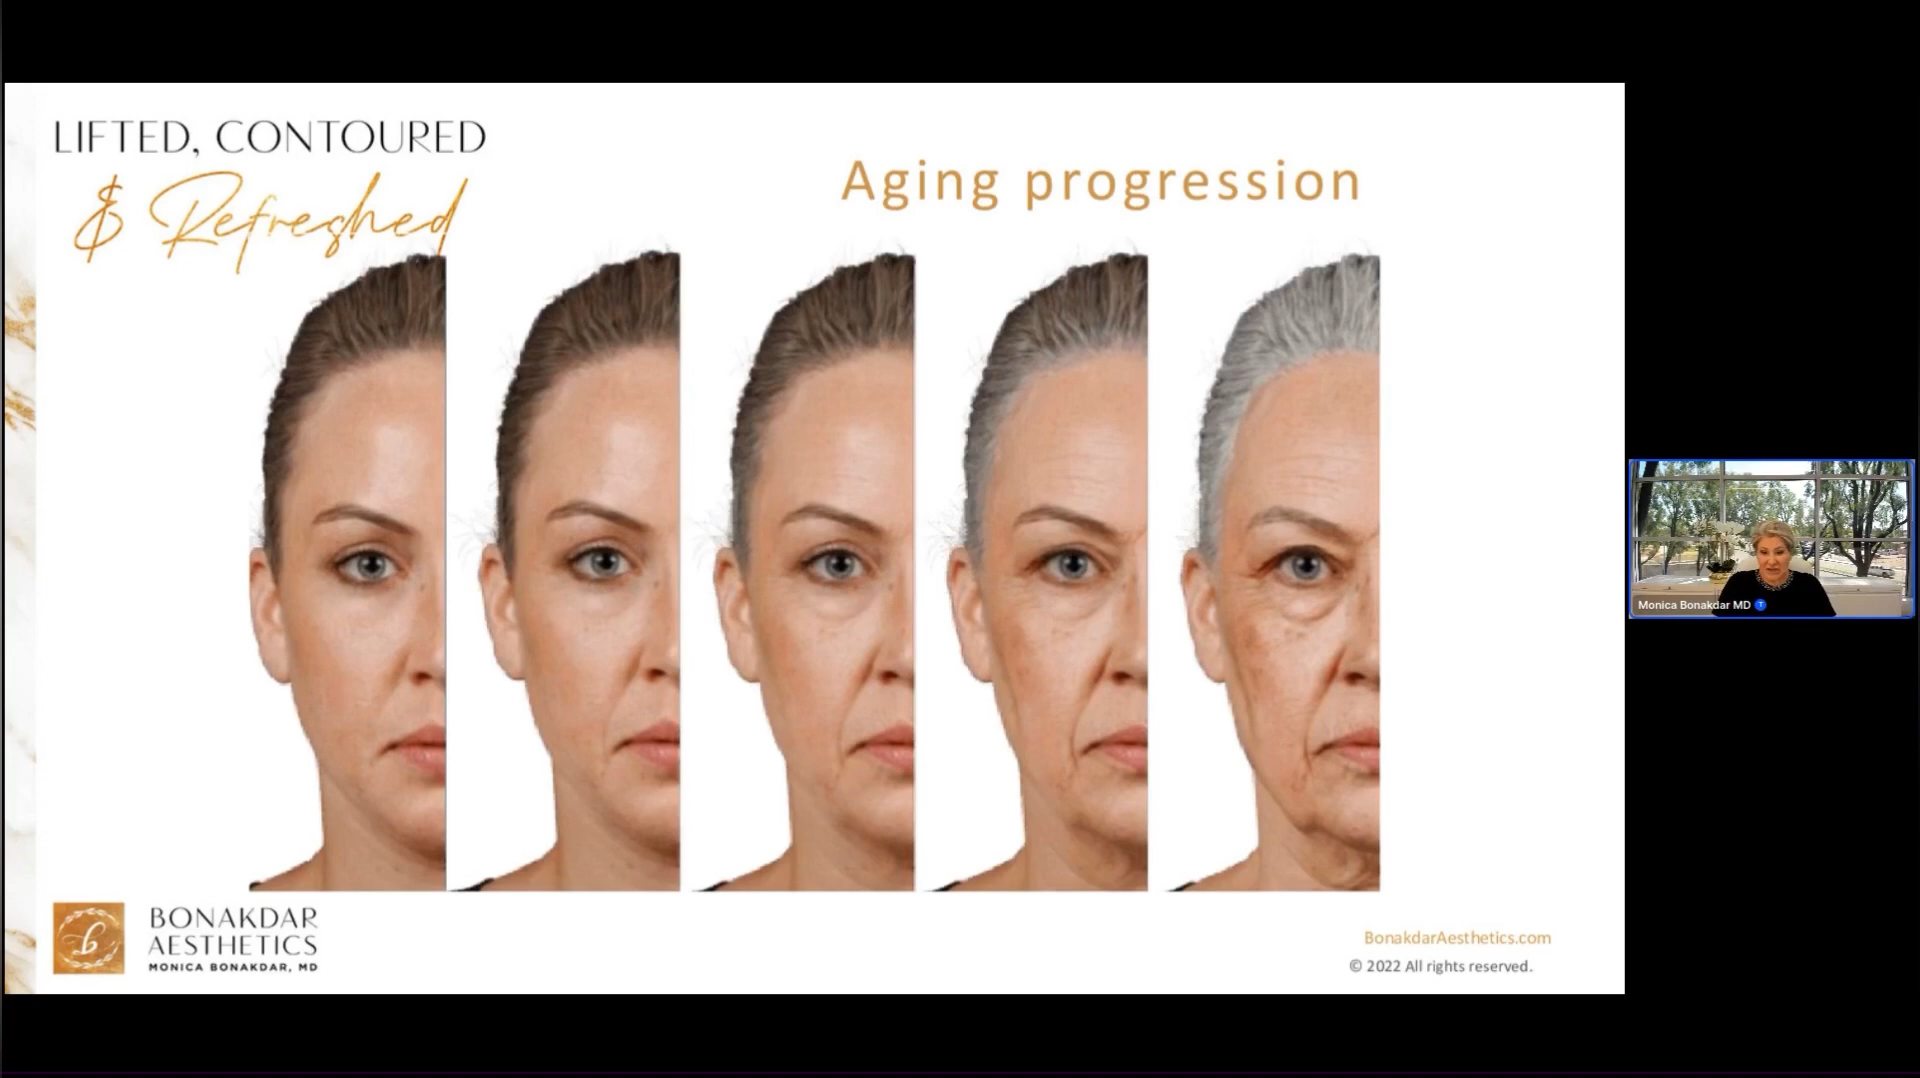 LIFTED, CONTOURED
& Refreshed
Aging progression
Monica Bonakdar MD
b
BONAKDAR
AESTHETICS
MONICA BONAKDAR, MD
BonakdarAesthetics.com
© 2022 All rights reserved.